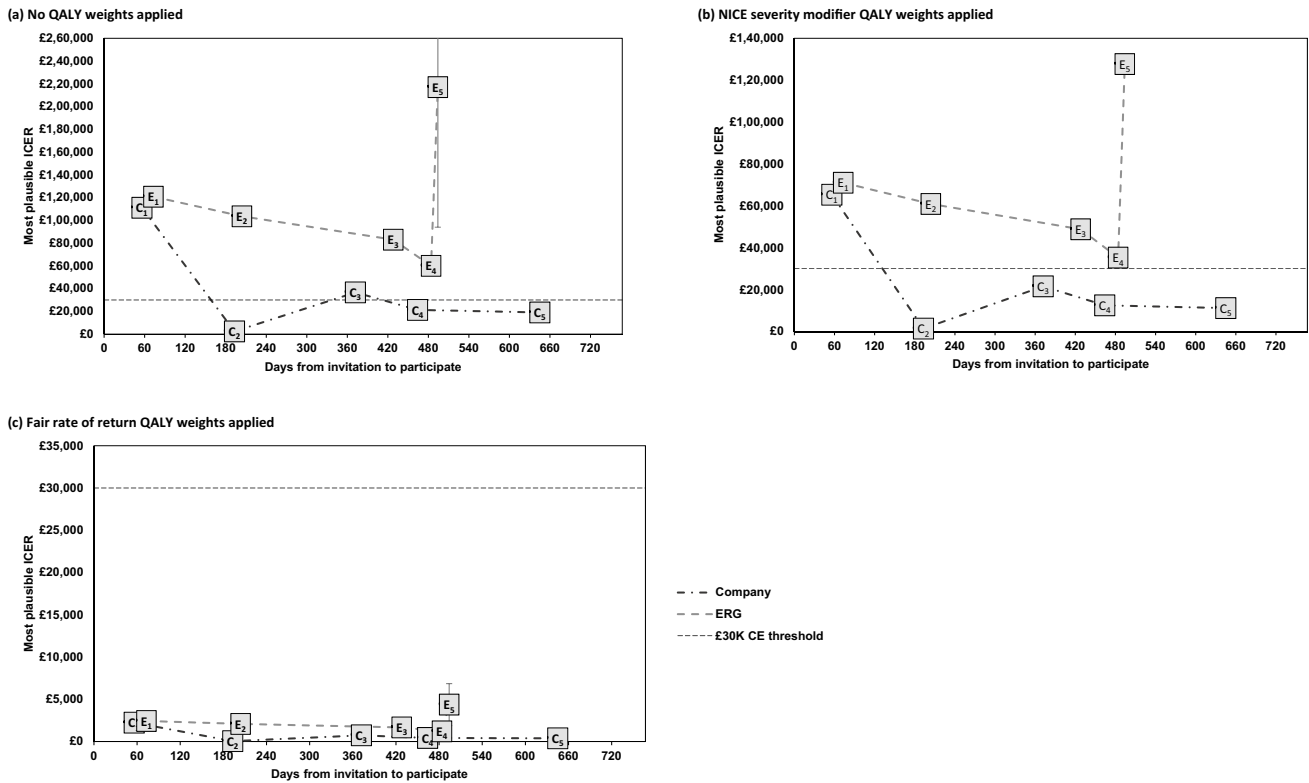 (a) No QALY weights applied
£2,60,000
£2,40,000
£2,20,000
£2,00,000
£1,80,000
£1,60,000
£1,40,000
£1,20,000
£1,00,000
£80,000
£60,000
£40,000
£20,000
£0
Most plausible ICER
C₁
E₁
E₂
C₂
C₃
E₃
C₄
E₄
E₅
C₅
0 60 120 180 240 300 360 420 480 540 600 660 720
Days from invitation to participate
(b) NICE severity modifier QALY weights applied
£1,40,000
£1,20,000
£1,00,000
£80,000
£60,000
£40,000
£20,000
£0
Most plausible ICER
C₁
E₁
E₂
C₂
C₃
E₃
C₄
E₄
E₅
C₅
0 60 120 180 240 300 360 420 480 540 600 660 720
Days from invitation to participate
(c) Fair rate of return QALY weights applied
£35,000
£30,000
£25,000
£20,000
£15,000
£10,000
£5,000
£0
Most plausible ICER
C
E₁
E₂
C₂
C₃
E₃
C₄
E₄
E₅
C₅
0 60 120 180 240 300 360 420 480 540 600 660 720
Days from invitation to participate
Company
ERG
£30K CE threshold